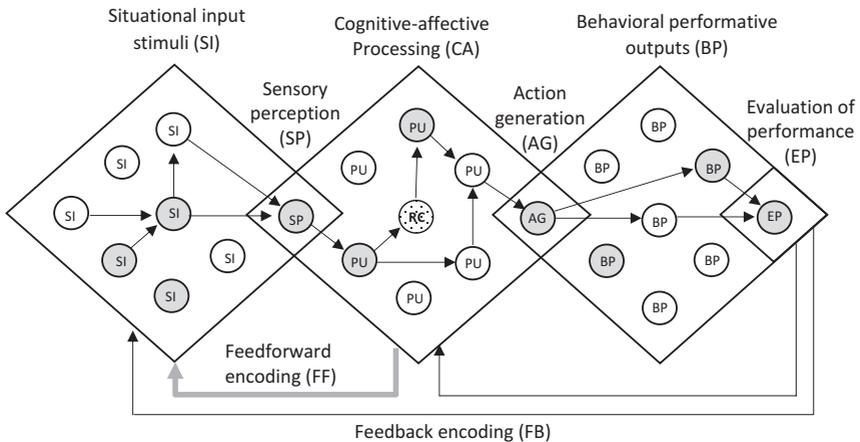 Situational input
stimuli (SI)
Cognitive-affective
Processing (CA)
Behavioral performative
outputs (BP)
Sensory
perception
(SP)
Action
generation
(AG)
Evaluation of
performance
(EP)
SI
SI
SI
SI
SI
SI
SI
SP
PU
PU
PU
RC
PU
PU
PU
AG
BP
BP
BP
BP
BP
BP
BP
EP
Feedforward
encoding (FF)
Feedback encoding (FB)